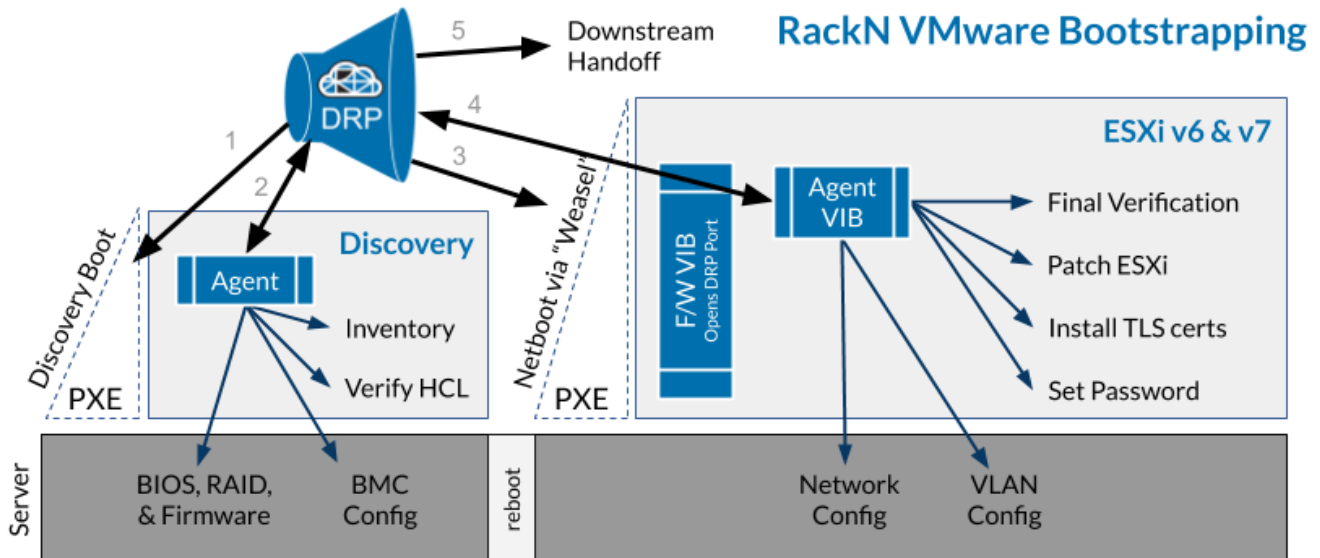 RackN VMware Bootstrapping
5
Downstream
Handoff
DRP
4
1
3
2
ESXi v6 & v7
Discovery Boot
PXE
Discovery
Agent
Inventory
Verify HCL
Netboot via “Weasel”
PXE
F/W VIB
Opens DRP Port
Agent
VIB
Final Verification
Patch ESXi
Install TLS certs
Set Password
Server
BIOS, RAID,
& Firmware
BMC
Config
reboot
Network
Config
VLAN
Config